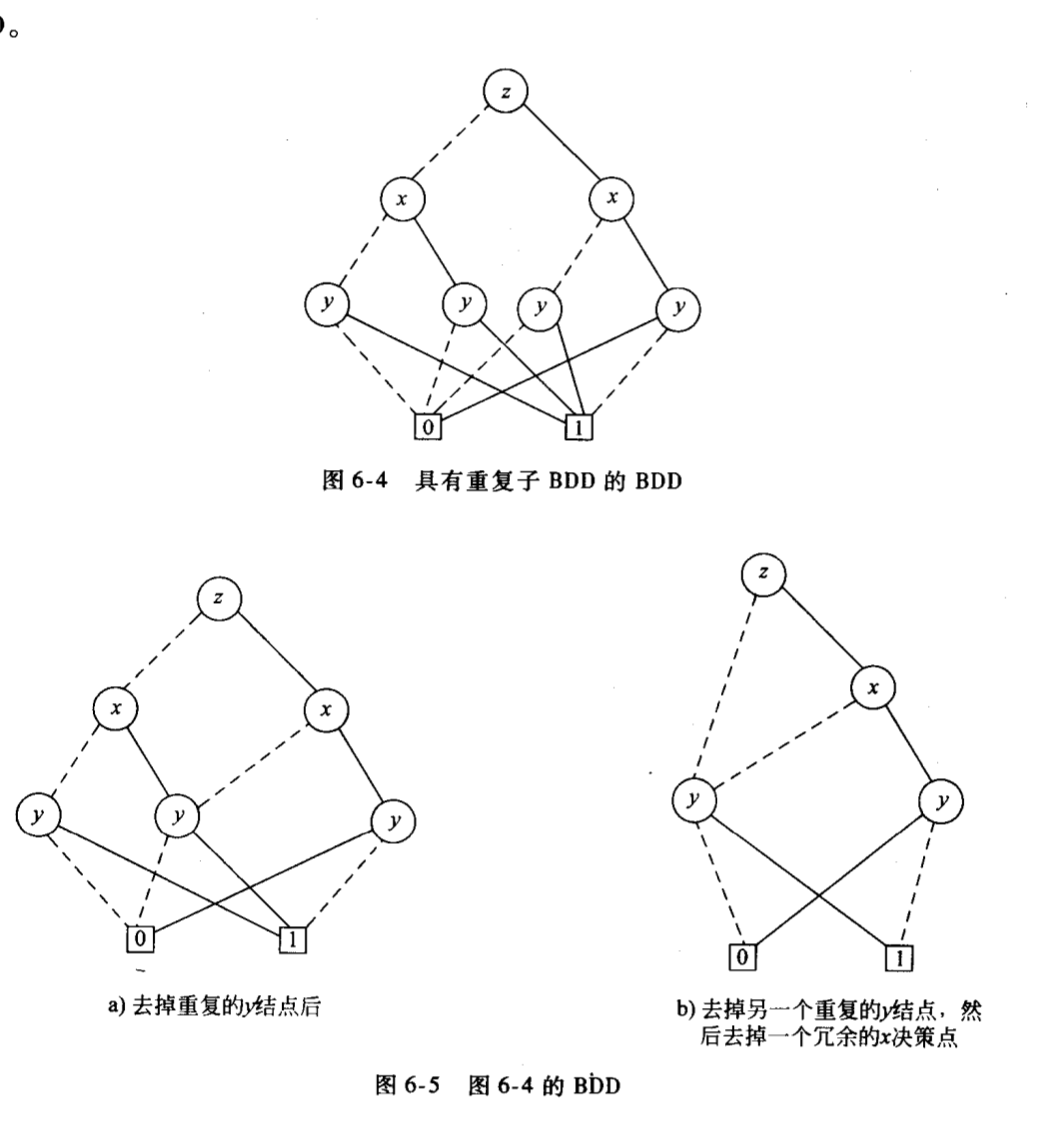 。
z
x x
y y y y
0 1
图 6-4 具有重复子 BDD 的 BDD
z
x x
y y y
0 1
a) 去掉重复的y结点后
z
x
y y
0 1
b) 去掉另一个重复的y结点，然
后去掉一个冗余的x决策点
图 6-5 图 6-4 的 BDD